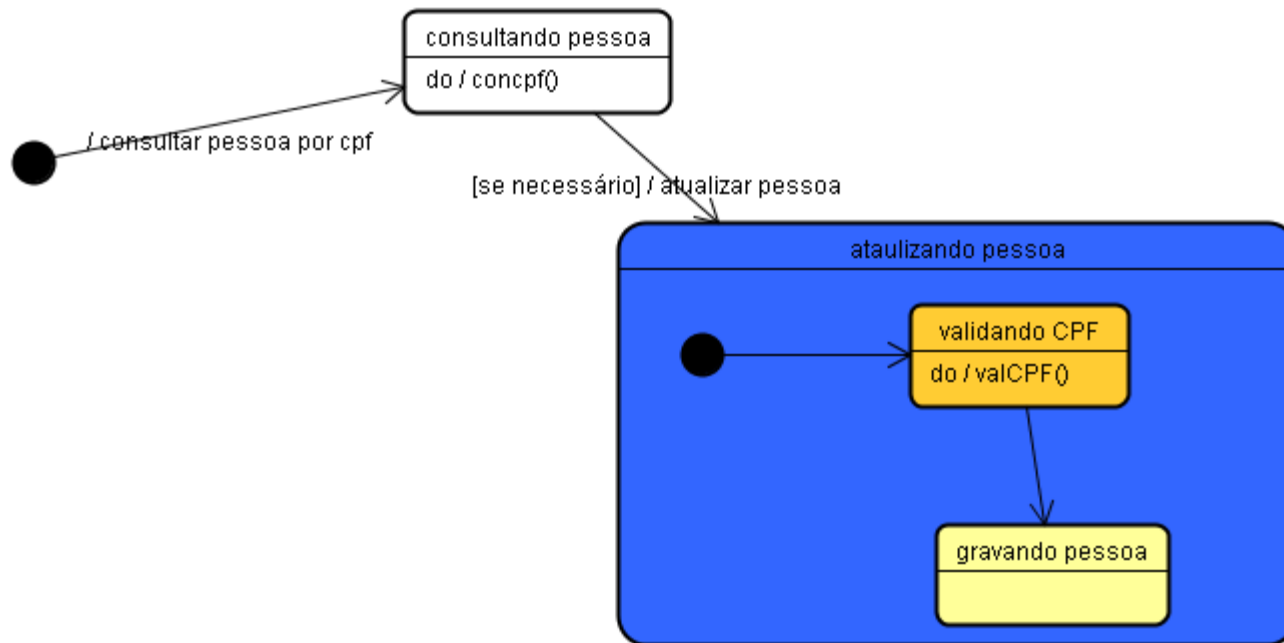 consultando pessoa
do / concpf()
/ consultar pessoa por cpf
[se necessário] / atualizar pessoa
ataulizando pessoa
validando CPF
do / valCPF()
gravando pessoa